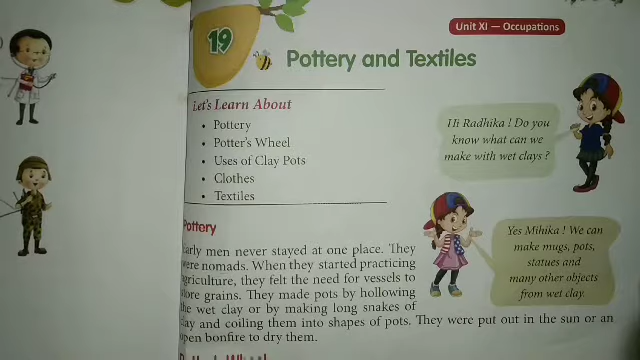 Unit XI — Occupations
19
Pottery and Textiles
Let's Learn About
• Pottery
• Potter's Wheel
• Uses of Clay Pots
• Clothes
• Textiles
Hi Radhika ! Do you
know what can we
make with wet clays ?
Yes Mihika ! We can
make mugs, pots,
statues and
many other objects
from wet clay.
Pottery
Early men never stayed at one place. They
were nomads. When they started practicing
agriculture, they felt the need for vessels to
store grains. They made pots by hollowing
the wet clay or by making long snakes of
clay and coiling them into shapes of pots. They were put out in the sun or an
open bonfire to dry them.